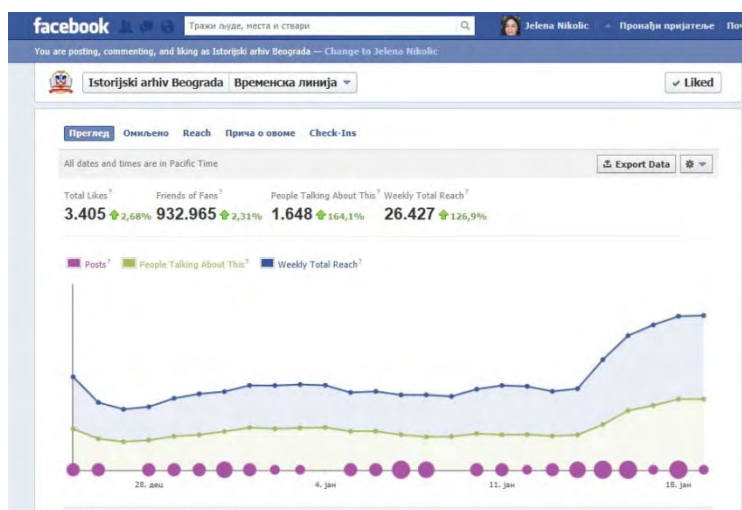 facebook Тражи људе, места и ствари Jelena Nikolic Пронађи пријатеље
You are posting, commenting, and liking as Istorijski arhiv Beograda — Change to Jelena Nikolic
Istorijski arhiv Beograda Временска линија ✓ Liked
Преглед Омиљено Reach Прича о овоме Check-Ins
All dates and times are in Pacific Time Export Data
Total Likes? Friends of Fans? People Talking About This? Weekly Total Reach?
3.405 2,68% 932.965 2,31% 1.648 164,1% 26.427 126,9%
Posts? People Talking About This? Weekly Total Reach?
28. дец 4. јан 11. јан 18. јан